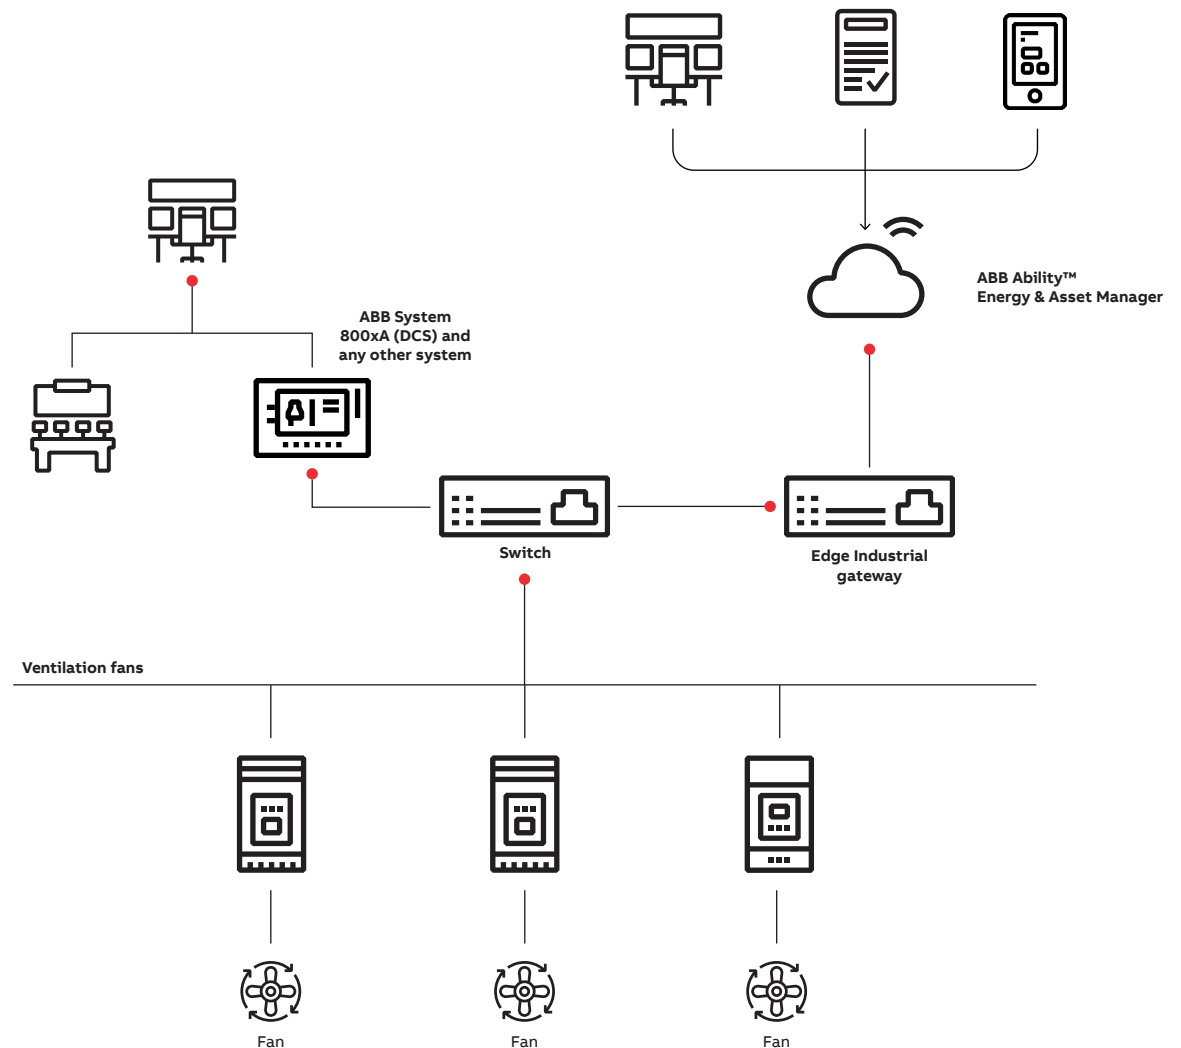 ABB Ability™
Energy & Asset Manager
ABB System
800xA (DCS) and
any other system
Switch
Edge Industrial
gateway
Ventilation fans
Fan
Fan
Fan